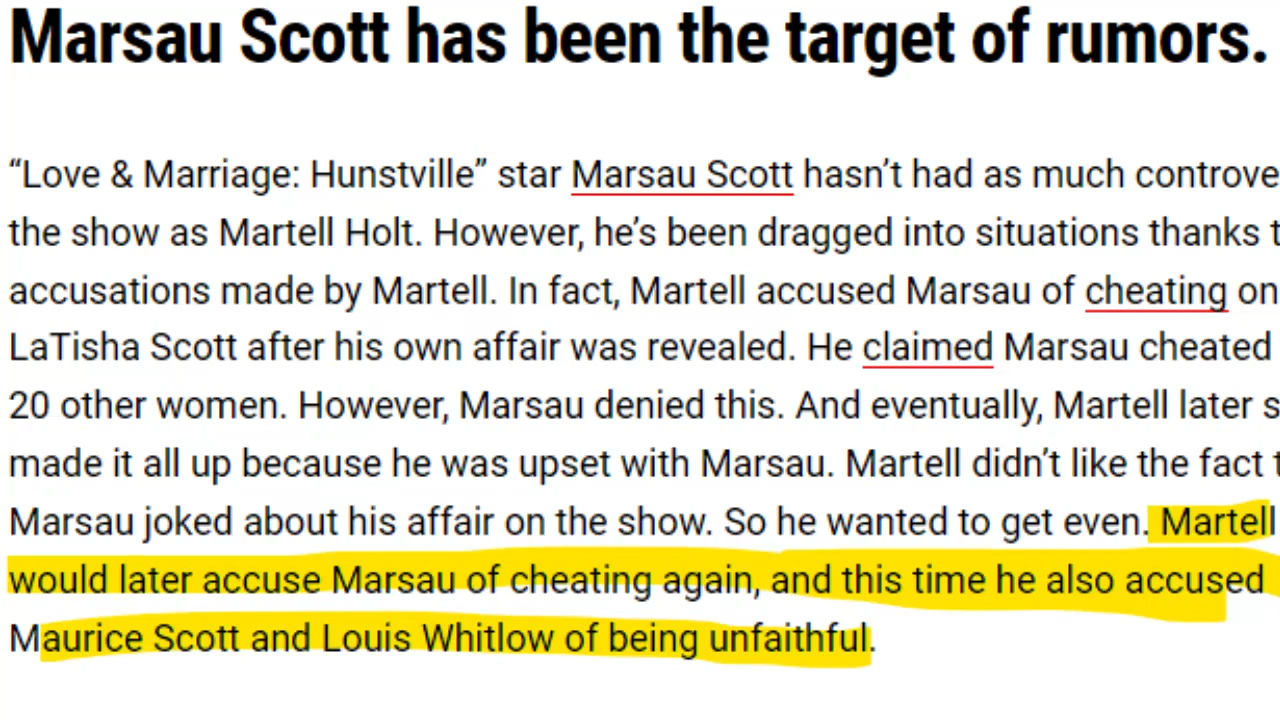 Marsau Scott has been the target of rumors.
“Love & Marriage: Hunstville” star Marsau Scott hasn’t had as much controve
the show as Martell Holt. However, he’s been dragged into situations thanks t
accusations made by Martell. In fact, Martell accused Marsau of cheating on
LaTisha Scott after his own affair was revealed. He claimed Marsau cheated
20 other women. However, Marsau denied this. And eventually, Martell later s
made it all up because he was upset with Marsau. Martell didn’t like the fact t
Marsau joked about his affair on the show. So he wanted to get even. Martell
would later accuse Marsau of cheating again, and this time he also accused
Maurice Scott and Louis Whitlow of being unfaithful.